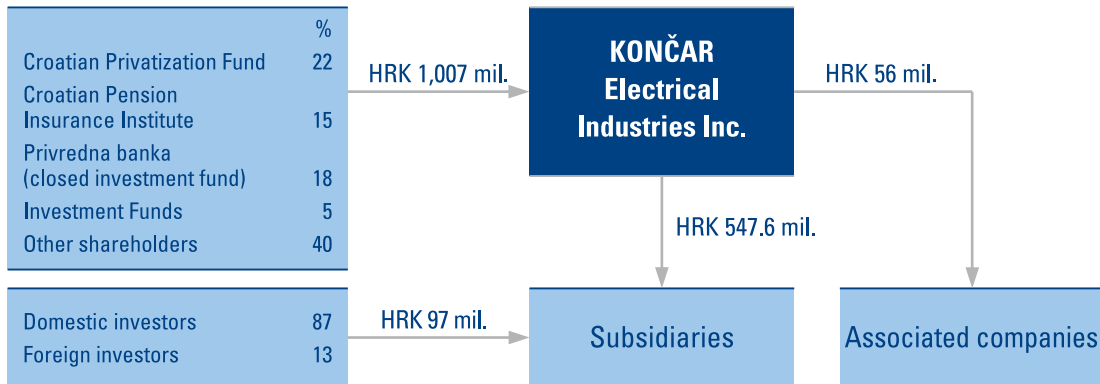 %
Croatian Privatization Fund 22
Croatian Pension
Insurance Institute 15
Privredna banka
(closed investment fund) 18
Investment Funds 5
Other shareholders 40
HRK 1,007 mil.
KONČAR
Electrical
Industries Inc.
HRK 56 mil.
HRK 547.6 mil.
Domestic investors 87
Foreign investors 13
HRK 97 mil.
Subsidiaries
Associated companies